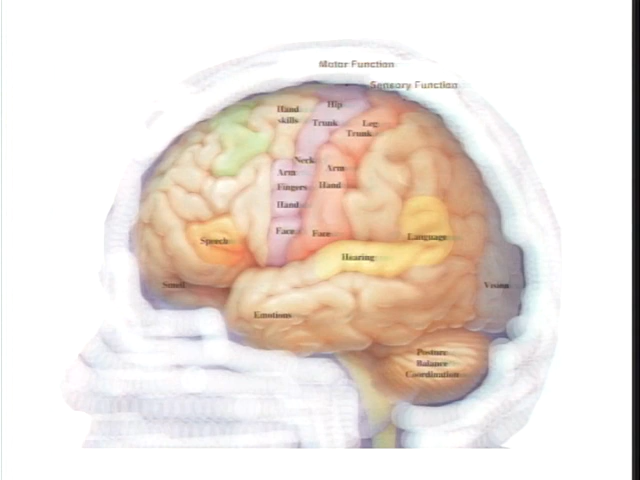 Motor Function
Sensory Function
Hand
skills
Hip
Trunk
Leg
Trunk
Neck
Arm
Arm
Fingers
Hand
Hand
Face
Face
Speech
Language
Hearing
Smell
Vision
Emotions
Posture
Balance
Coordination